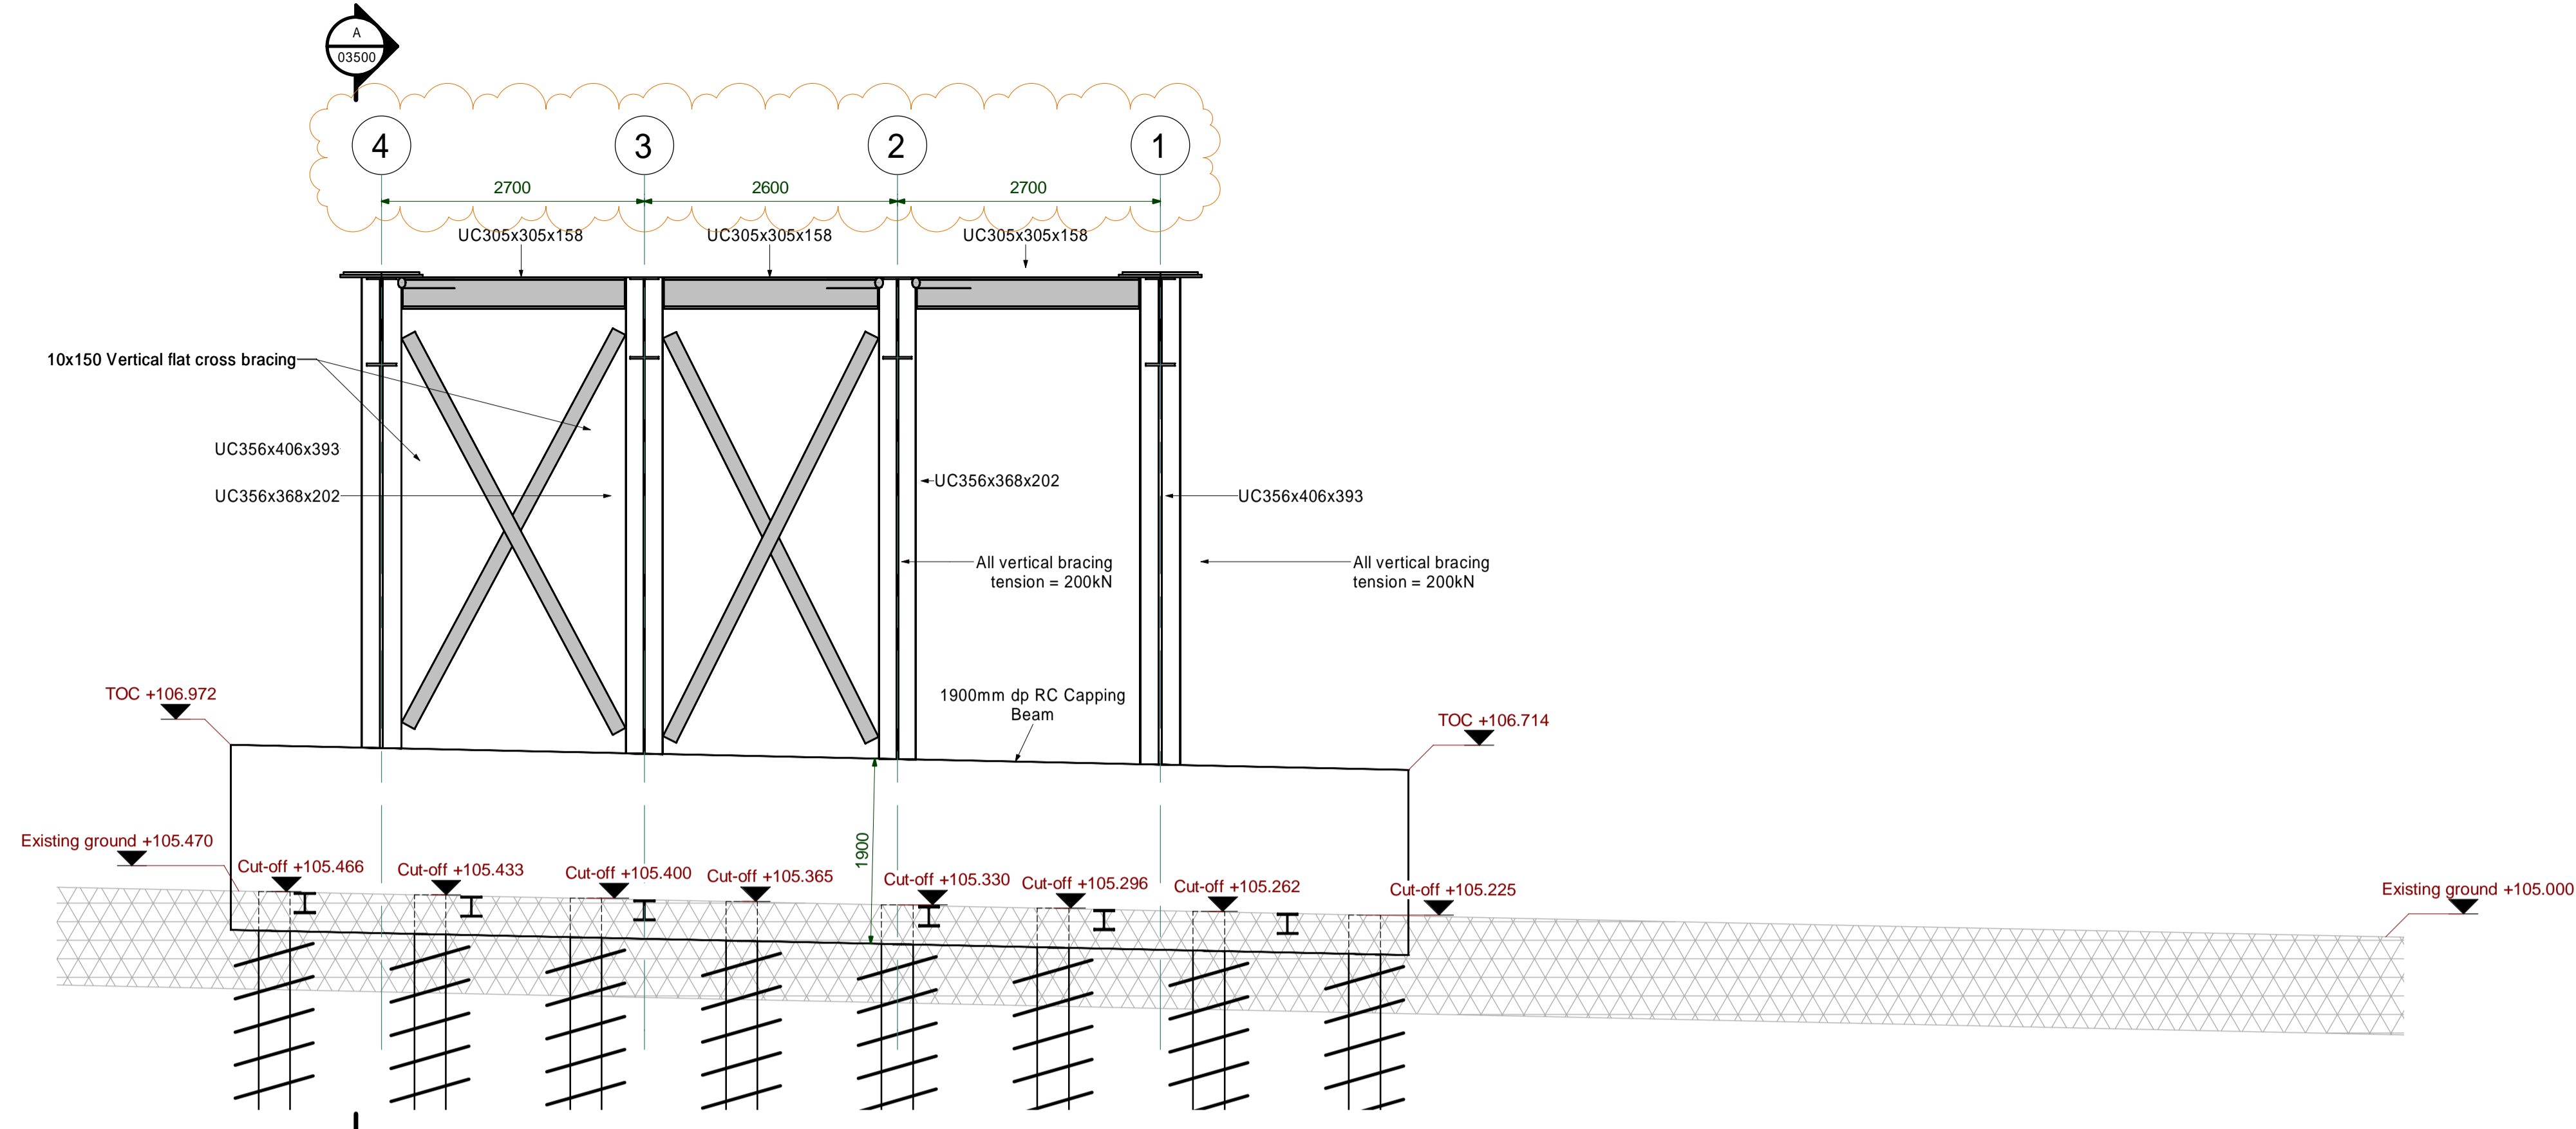 A
03500
4
3
2
1
2700
2600
2700
UC305x305x158
UC305x305x158
UC305x305x158
10x150 Vertical flat cross bracing
UC356x406x393
UC356x368x202
UC356x368x202
UC356x406x393
All vertical bracing
tension = 200kN
All vertical bracing
tension = 200kN
TOC +106.972
1900mm dp RC Capping
Beam
TOC +106.714
1900
Existing ground +105.470
Cut-off +105.466
Cut-off +105.433
Cut-off +105.400
Cut-off +105.365
Cut-off +105.330
Cut-off +105.296
Cut-off +105.262
Cut-off +105.225
Existing ground +105.000